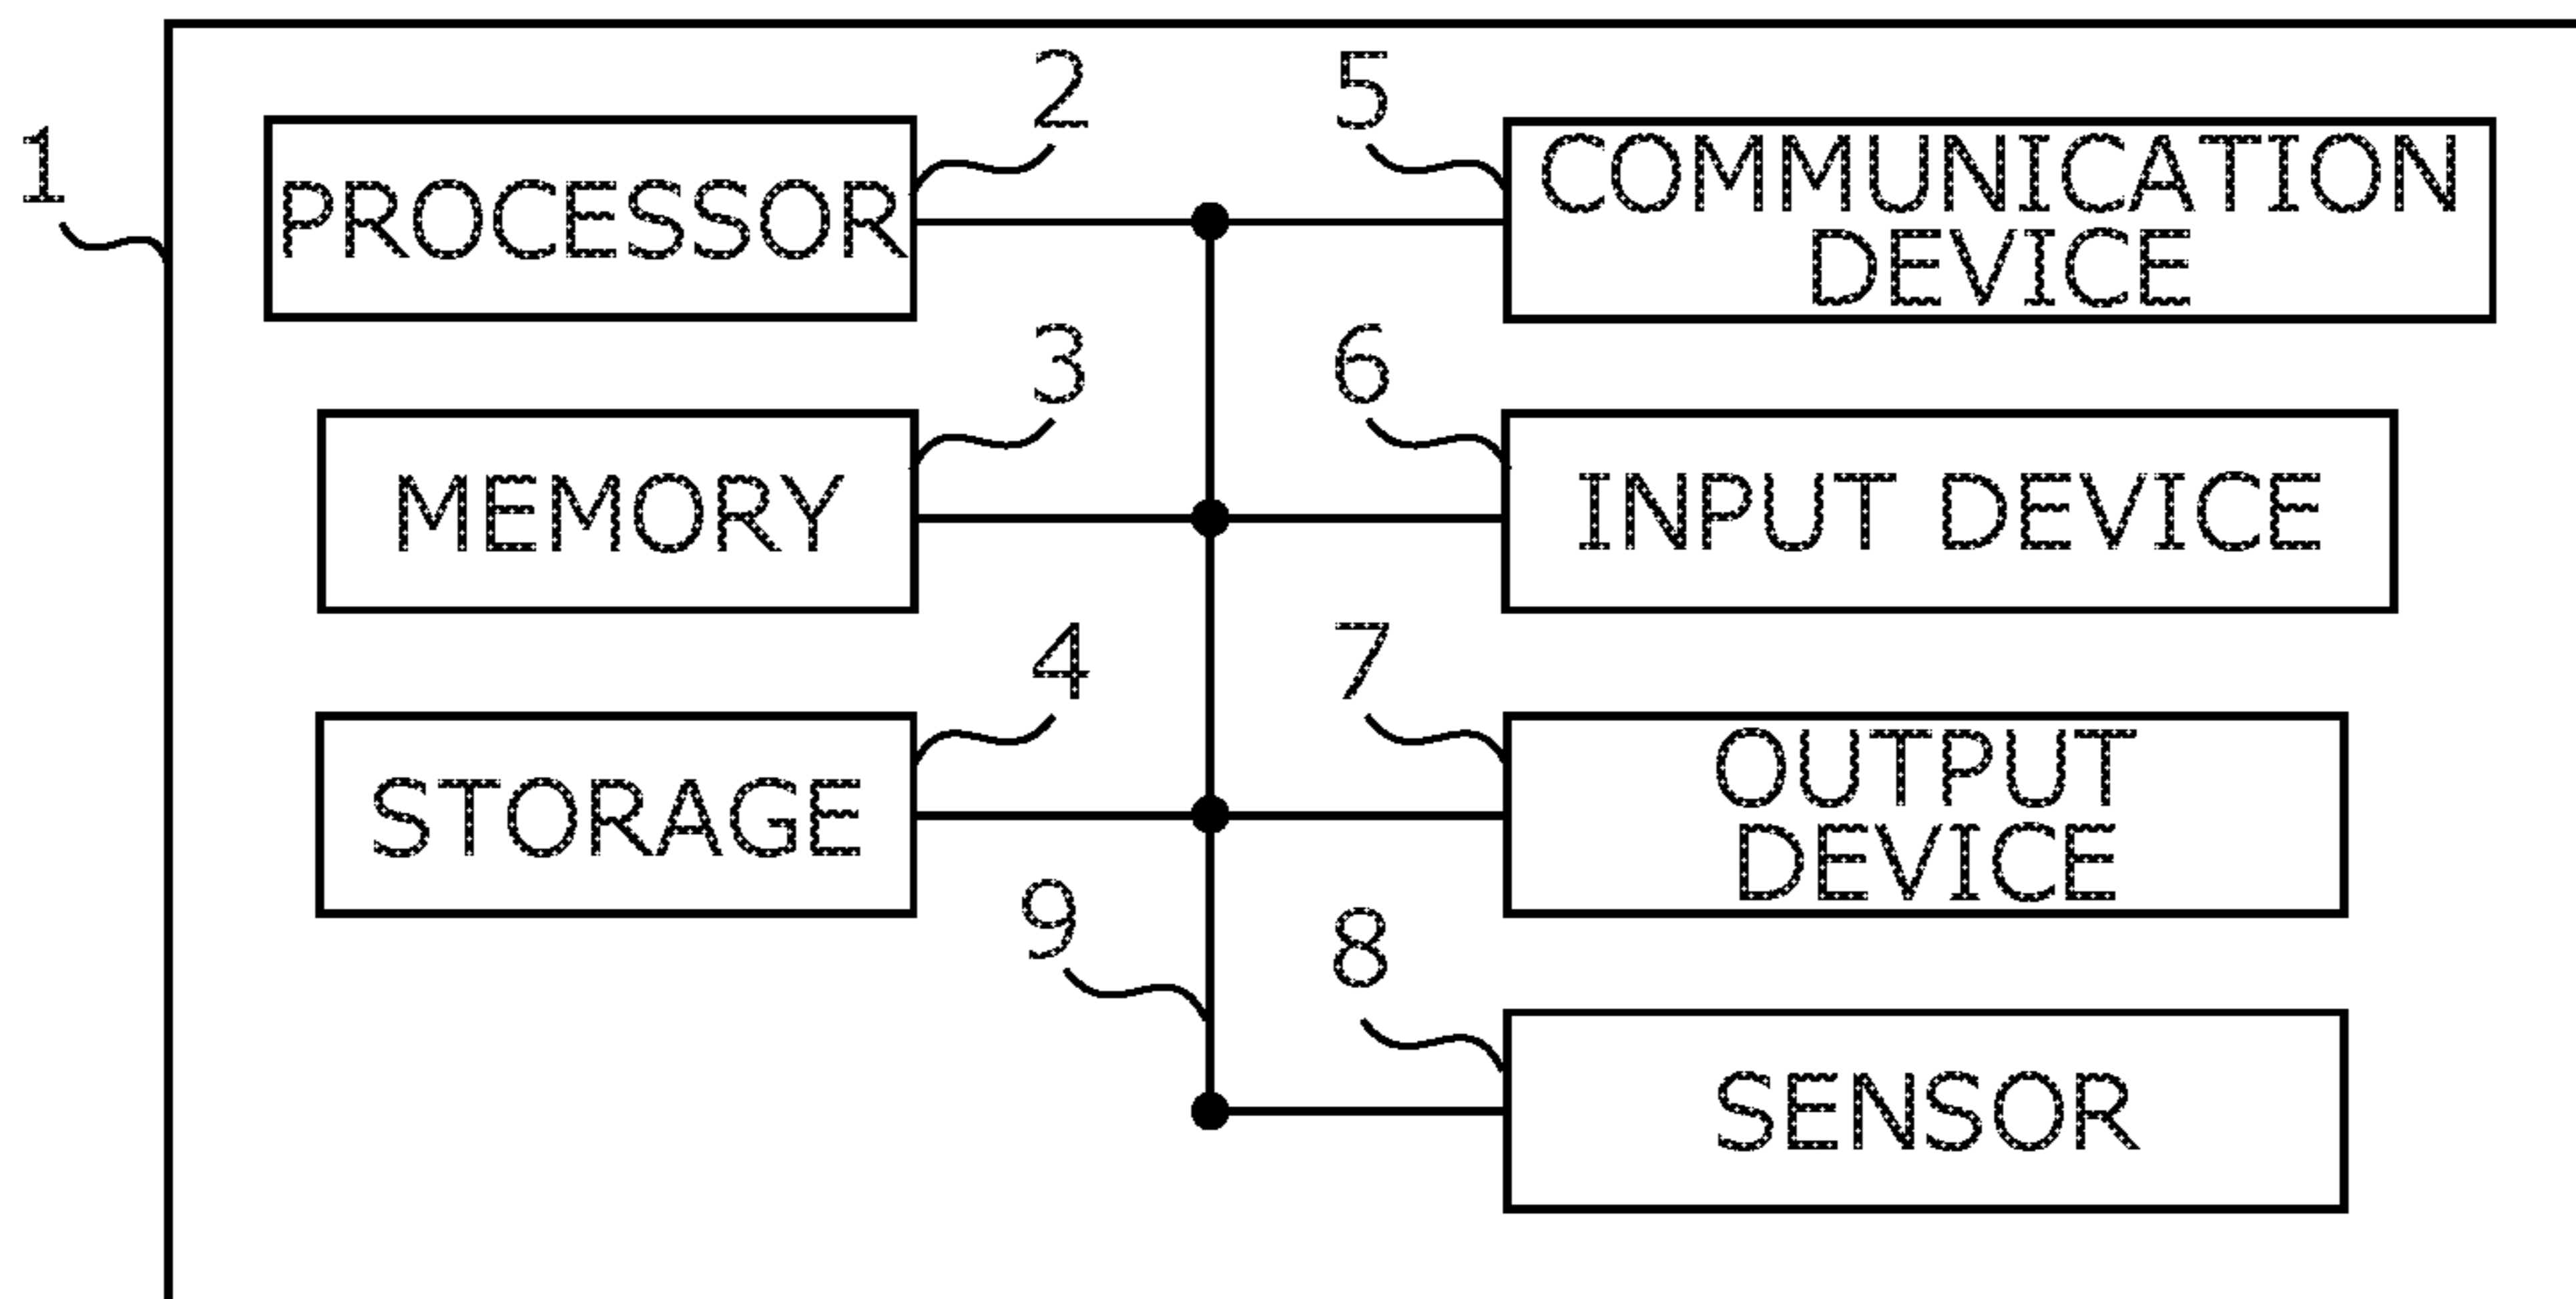 1
2
PROCESSOR
5
COMMUNICATION
DEVICE
3
MEMORY
6
INPUT DEVICE
4
STORAGE
7
OUTPUT
DEVICE
9
8
SENSOR